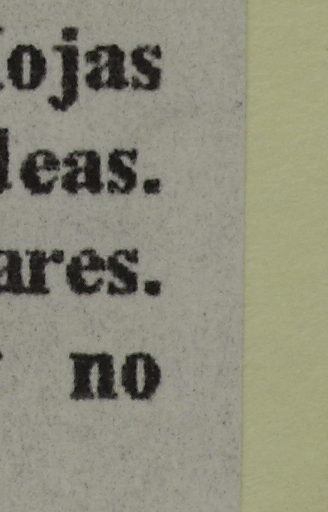 ojas
leas.
ares.
no